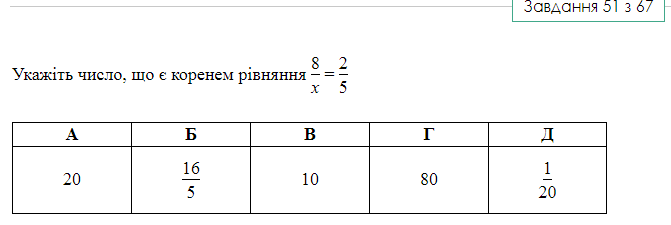 Завдання 51 з 67
Укажіть число, що є коренем рівняння 8/x = 2/5
А Б В Г Д
20 16/5 10 80 1/20